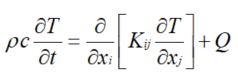 ρc ∂T/∂t = ∂/∂xi [Kij ∂T/∂xj] + Q